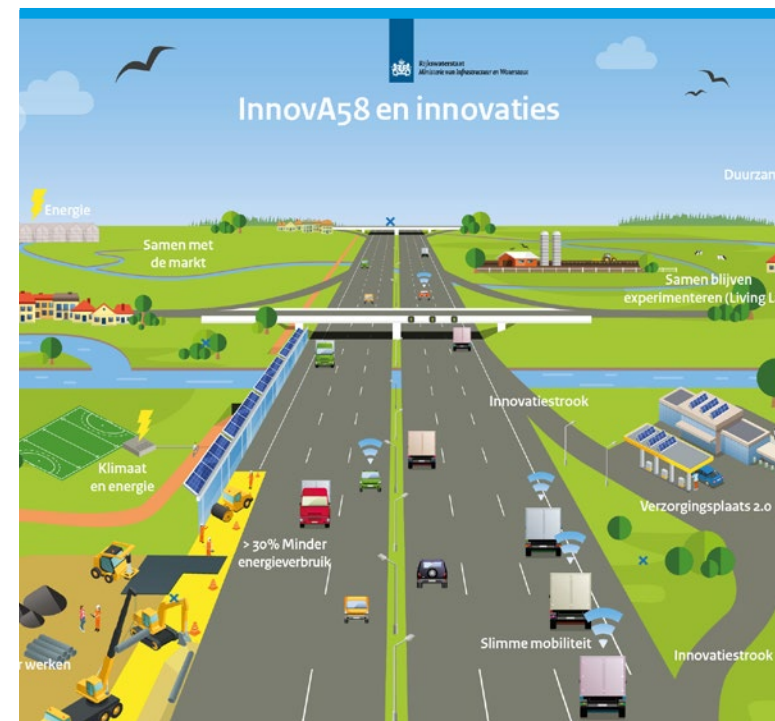 Rijkswaterstaat
Ministerie van Infrastructuur en Waterstaat
InnovA58 en innovaties
Duurzan
Energie
Samen met
de markt
Samen blijven
experimenteren (Living L
Innovatiestrook
Klimaat
en energie
Verzorgingsplaats 2.0
> 30% Minder
energieverbruik
Slimme mobiliteit
Innovatiestrook
r werken